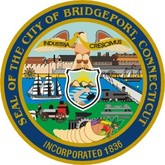 SEAL OF THE CITY OF BRIDGEPORT, CONNECTICUT
INDUSTRIA CRESCIMUS
INCORPORATED 1836